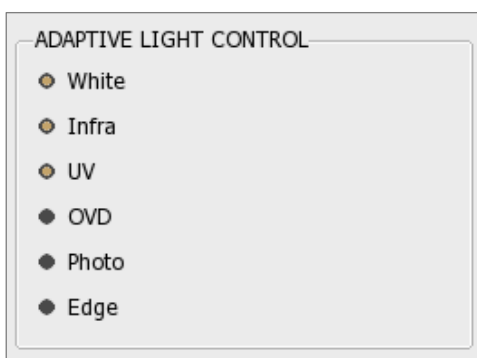 ADAPTIVE LIGHT CONTROL
White
Infra
UV
OVD
Photo
Edge